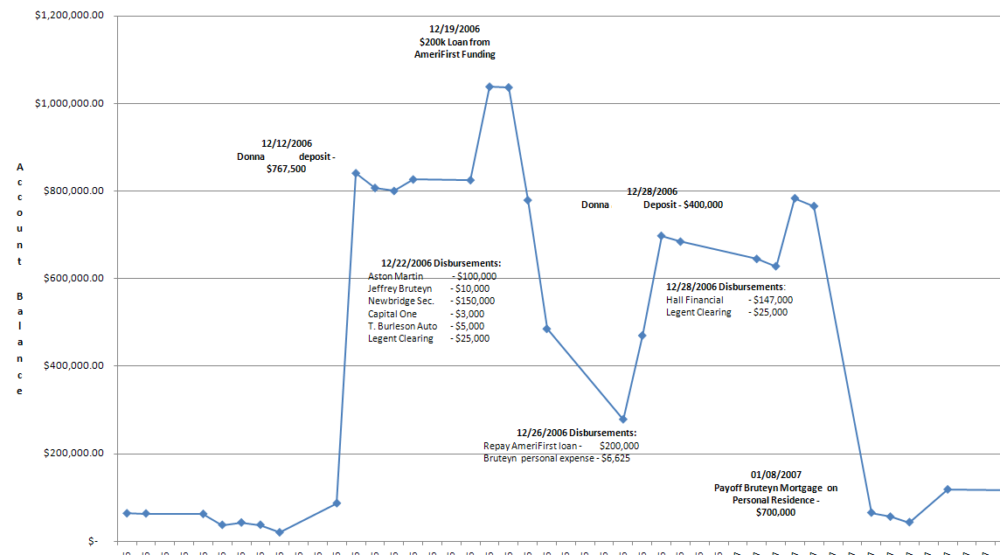 $1,200,000.00
12/19/2006
$200k Loan from
AmeriFirst Funding
$1,000,000.00
12/12/2006
Donna deposit -
$767,500
Account Balance
$800,000.00
12/28/2006
Donna Deposit - $400,000
12/22/2006 Disbursements:
Aston Martin - $100,000
Jeffrey Bruteyn - $10,000
Newbridge Sec. - $150,000
Capital One - $3,000
T. Burleson Auto - $5,000
Legent Clearing - $25,000
$600,000.00
12/28/2006 Disbursements:
Hall Financial - $147,000
Legent Clearing - $25,000
$400,000.00
12/26/2006 Disbursements:
Repay AmeriFirst loan - $200,000
Bruteyn personal expense - $6,625
$200,000.00
01/08/2007
Payoff Bruteyn Mortgage on
Personal Residence -
$700,000
$-